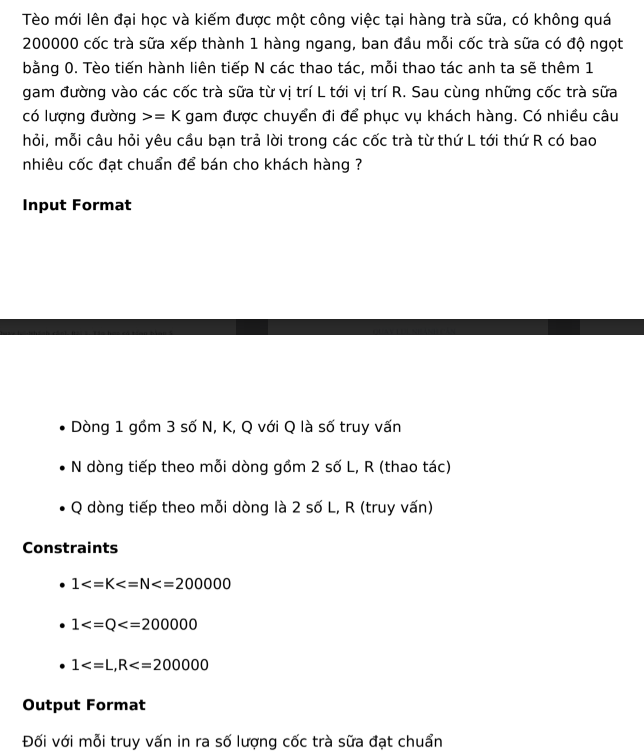 Tèo mới lên đại học và kiếm được một công việc tại hàng trà sữa, có không quá
200000 cốc trà sữa xếp thành 1 hàng ngang, ban đầu mỗi cốc trà sữa có độ ngọt
bằng 0. Tèo tiến hành liên tiếp N các thao tác, mỗi thao tác anh ta sẽ thêm 1
gam đường vào các cốc trà sữa từ vị trí L tới vị trí R. Sau cùng những cốc trà sữa
có lượng đường >= K gam được chuyển đi để phục vụ khách hàng. Có nhiều câu
hỏi, mỗi câu hỏi yêu cầu bạn trả lời trong các cốc trà từ thứ L tới thứ R có bao
nhiêu cốc đạt chuẩn để bán cho khách hàng ?
Input Format
• Dòng 1 gồm 3 số N, K, Q với Q là số truy vấn
• N dòng tiếp theo mỗi dòng gồm 2 số L, R (thao tác)
• Q dòng tiếp theo mỗi dòng là 2 số L, R (truy vấn)
Constraints
• 1<=K<=N<=200000
• 1<=Q<=200000
• 1<=L,R<=200000
Output Format
Đối với mỗi truy vấn in ra số lượng cốc trà sữa đạt chuẩn